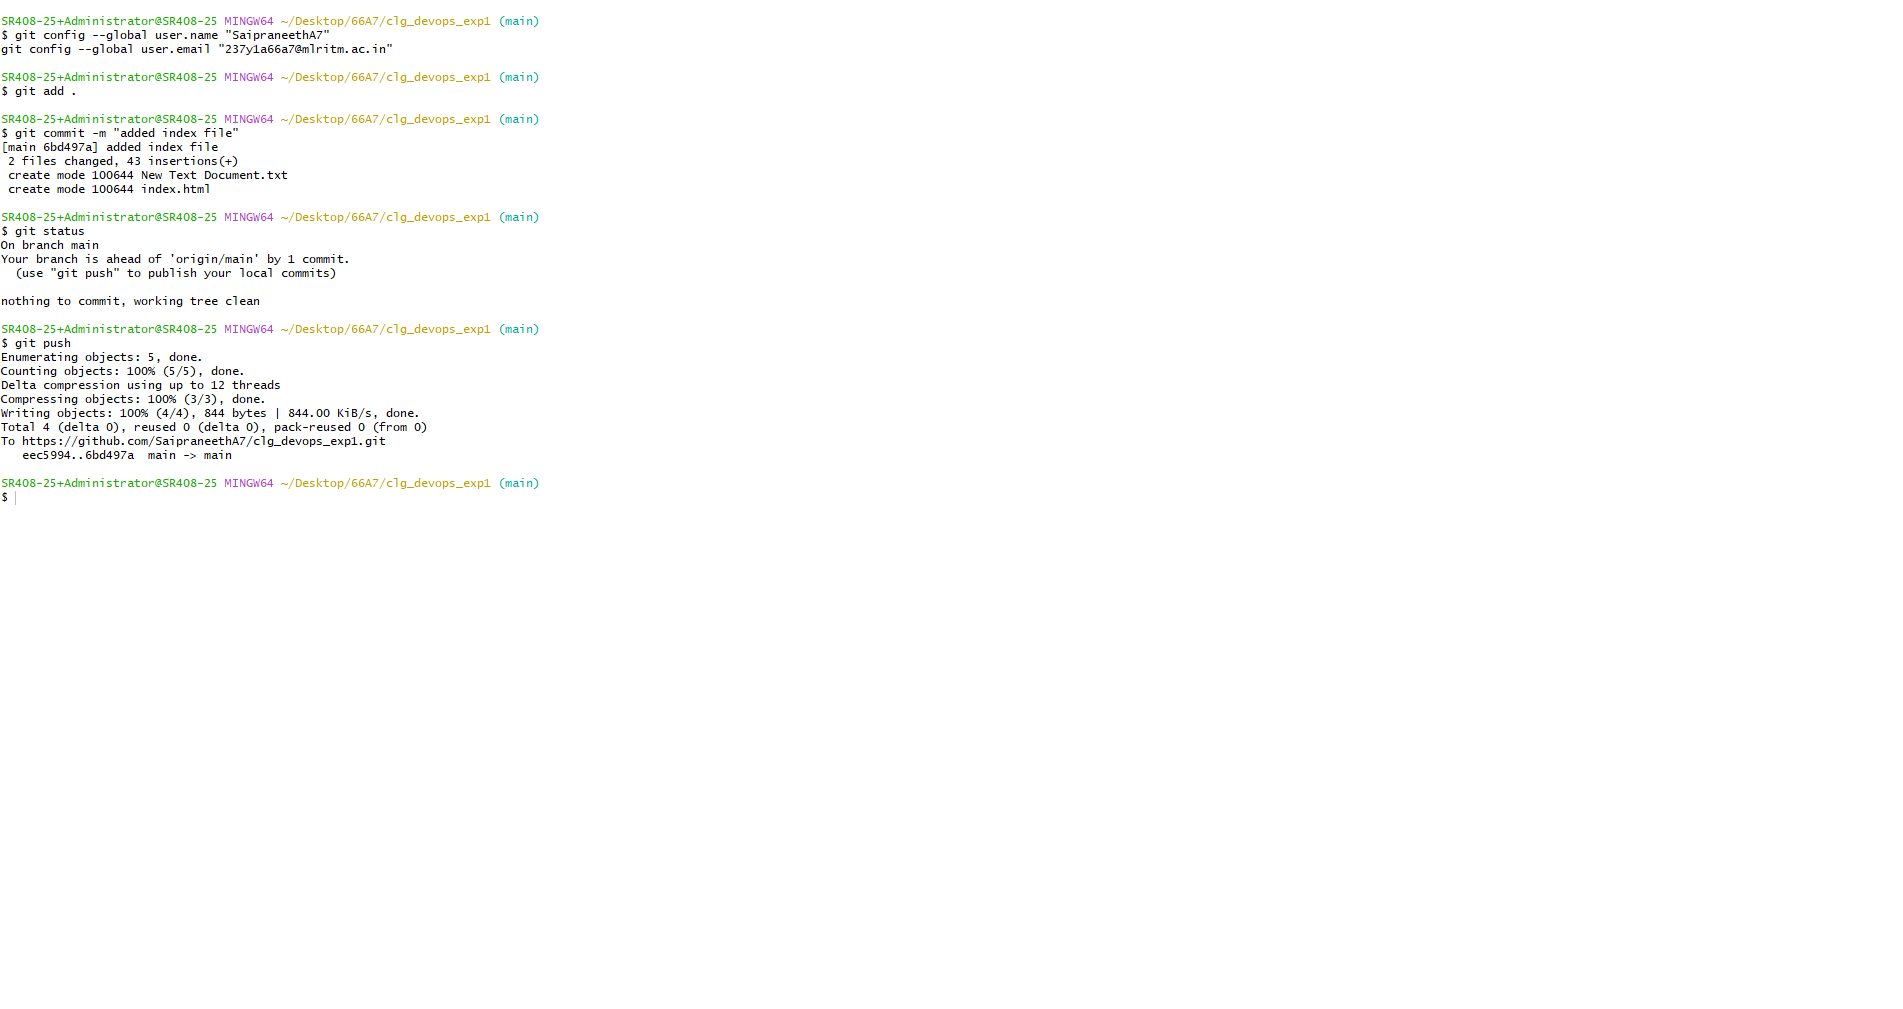 SR408-25+Administrator@SR408-25 MINGW64 ~/Desktop/66A7/clg_devops_exp1 (main)
$ git config --global user.name "SaipraneethA7"
git config --global user.email "237y1a66a7@mlritm.ac.in"
SR408-25+Administrator@SR408-25 MINGW64 ~/Desktop/66A7/clg_devops_exp1 (main)
$ git add .
SR408-25+Administrator@SR408-25 MINGW64 ~/Desktop/66A7/clg_devops_exp1 (main)
$ git commit -m "added index file"
[main 6bd497a] added index file
 2 files changed, 43 insertions(+)
 create mode 100644 New Text Document.txt
 create mode 100644 index.html
SR408-25+Administrator@SR408-25 MINGW64 ~/Desktop/66A7/clg_devops_exp1 (main)
$ git status
On branch main
Your branch is ahead of 'origin/main' by 1 commit.
  (use "git push" to publish your local commits)
nothing to commit, working tree clean
SR408-25+Administrator@SR408-25 MINGW64 ~/Desktop/66A7/clg_devops_exp1 (main)
$ git push
Enumerating objects: 5, done.
Counting objects: 100% (5/5), done.
Delta compression using up to 12 threads
Compressing objects: 100% (3/3), done.
Writing objects: 100% (4/4), 844 bytes | 844.00 KiB/s, done.
Total 4 (delta 0), reused 0 (delta 0), pack-reused 0 (from 0)
To https://github.com/SaipraneethA7/clg_devops_exp1.git
   eec5994..6bd497a  main -> main
SR408-25+Administrator@SR408-25 MINGW64 ~/Desktop/66A7/clg_devops_exp1 (main)
$